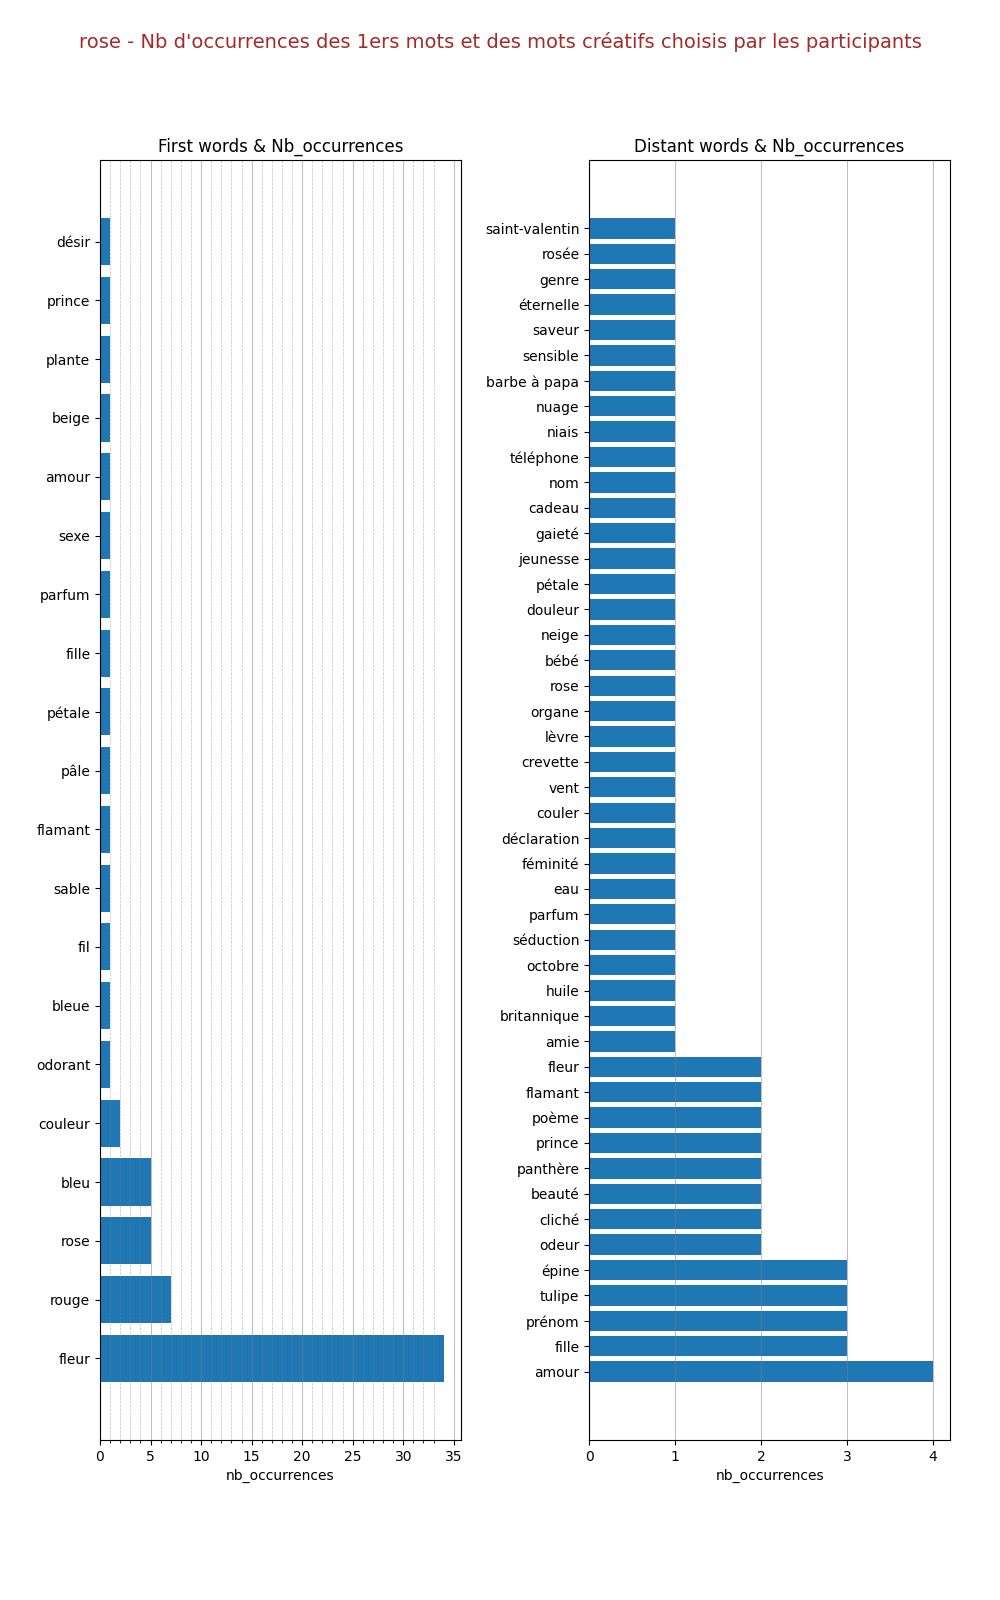 rose - Nb d'occurrences des 1ers mots et des mots créatifs choisis par les participants
First words & Nb_occurrences
désir
prince
plante
beige
amour
sexe
parfum
fille
pétale
pâle
flamant
sable
fil
bleue
odorant
couleur
bleu
rose
rouge
fleur
0 5 10 15 20 25 30 35
nb_occurrences
Distant words & Nb_occurrences
saint-valentin
rosée
genre
éternelle
saveur
sensible
barbe à papa
nuage
niais
téléphone
nom
cadeau
gaieté
jeunesse
pétale
douleur
neige
bébé
rose
organe
lèvre
crevette
vent
couler
déclaration
féminité
eau
parfum
séduction
octobre
huile
britannique
amie
fleur
flamant
poème
prince
panthère
beauté
cliché
odeur
épine
tulipe
prénom
fille
amour
0 1 2 3 4
nb_occurrences